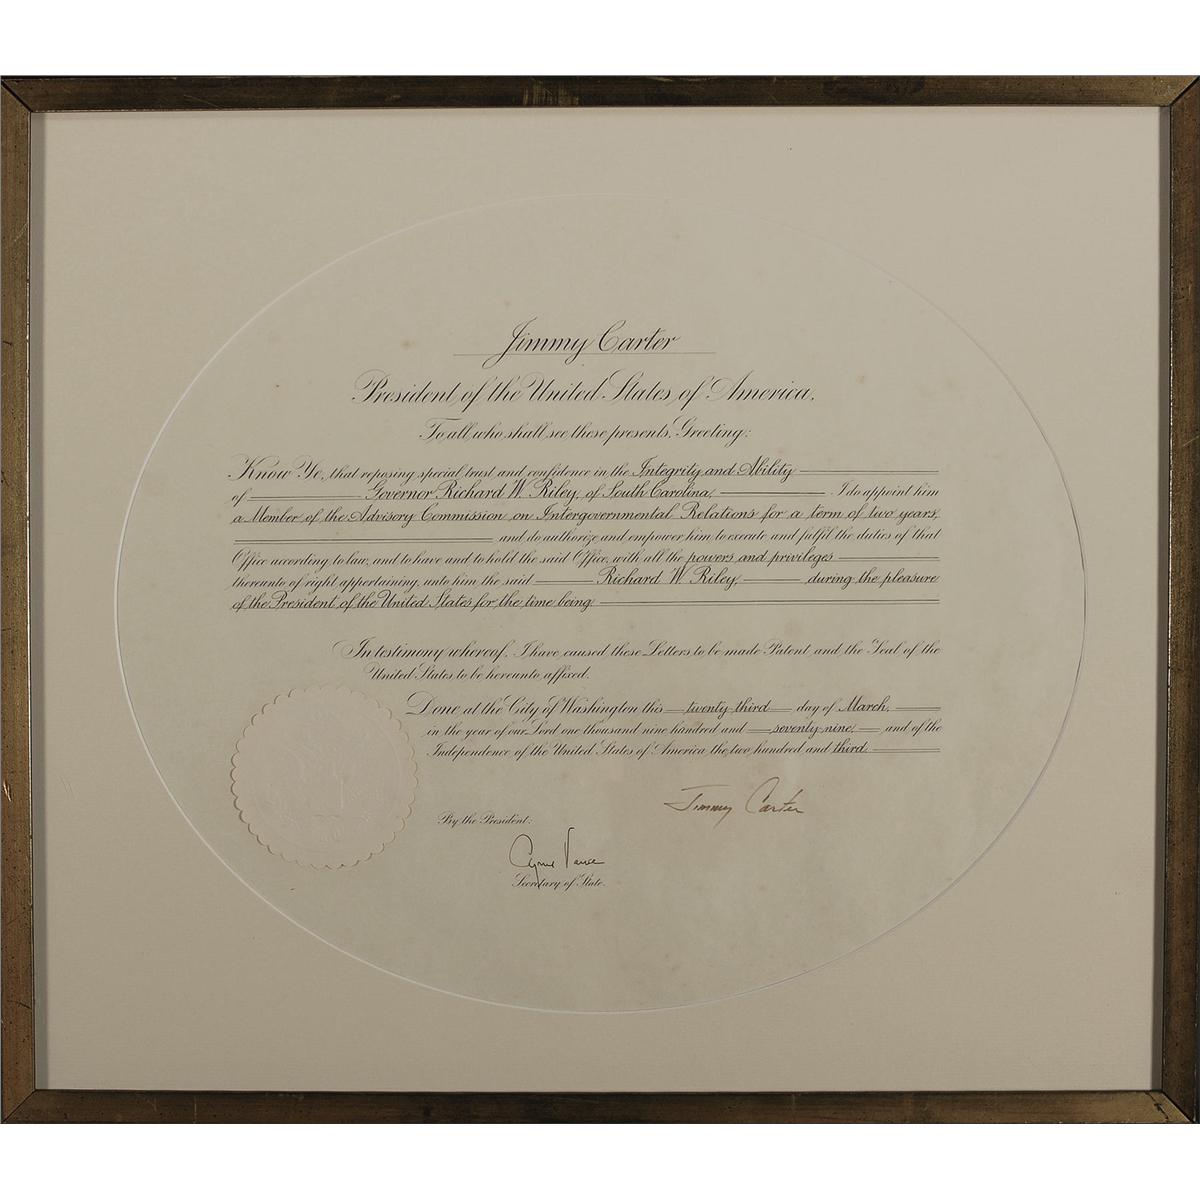 Jimmy Carter
President of the United States of America,
To all who shall see these presents, Greeting:
Know Ye, that reposing special trust and confidence in the Integrity and Ability
of Governor Richard W. Riley, of South Carolina, I do appoint him
a Member of the Advisory Commission on Intergovernmental Relations for a term of two years,
and do authorize and empower him to execute and fulfil the duties of that
Office according to law, and to have and to hold the said Office, with all the powers and privileges
thereunto of right appertaining, unto him the said Richard W. Riley, during the pleasure
of the President of the United States for the time being.
In testimony whereof, I have caused these Letters to be made Patent and the Seal of the
United States to be hereunto affixed.
Done at the City of Washington this twenty-third day of March,
in the year of our Lord one thousand nine hundred and seventy-nine, and of the
Independence of the United States of America the two hundred and third.
Jimmy Carter
By the President:
Cyrus Vance
Secretary of State.